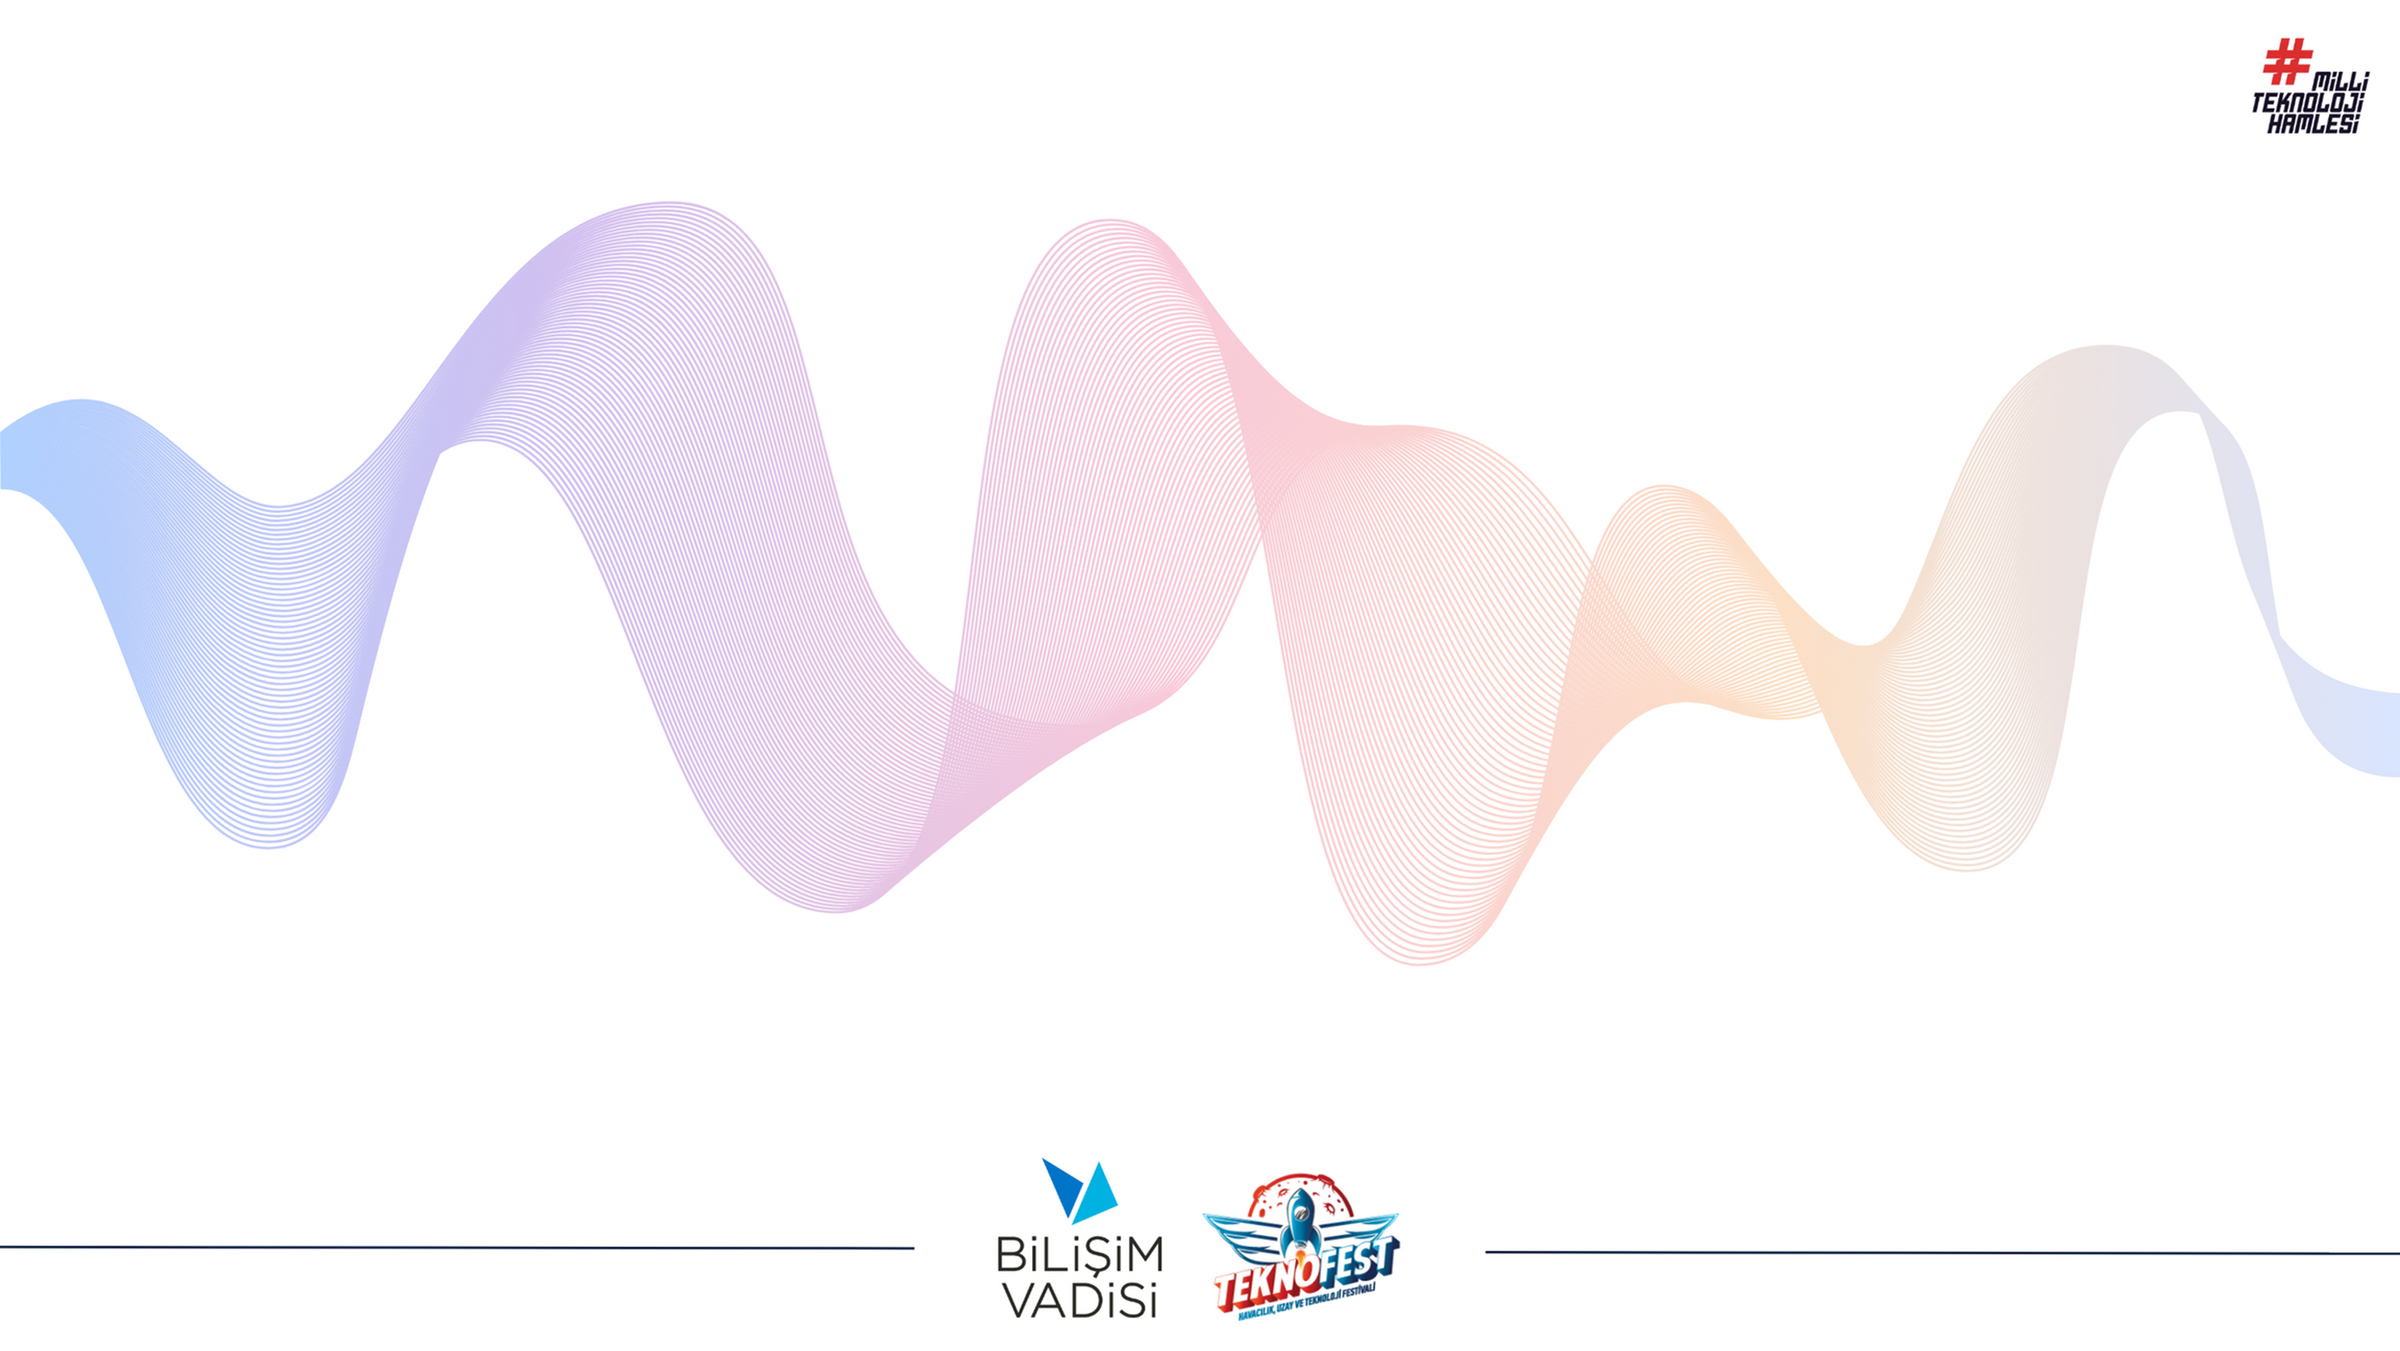 # MiLLi
TEKNOLOJi
HAMLESi
BiLiŞiM
VADiSi
TEKNOFEST
HAVACILIK, UZAY VE TEKNOLOJİ FESTİVALİ